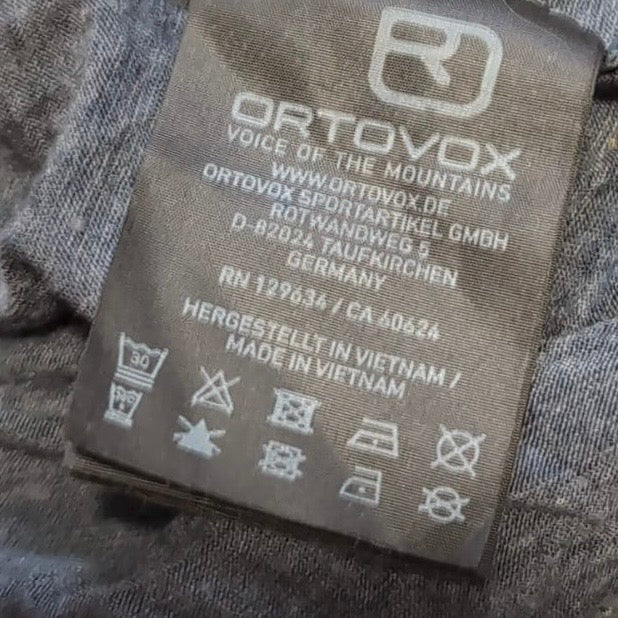 ORTOVOX
VOICE OF THE MOUNTAINS
WWW.ORTOVOX.DE
ORTOVOX SPORTARTIKEL GMBH
ROTWANDWEG 5
D-82024 TAUFKIRCHEN
GERMANY
RN 129634 / CA 60624
HERGESTELLT IN VIETNAM /
MADE IN VIETNAM
30